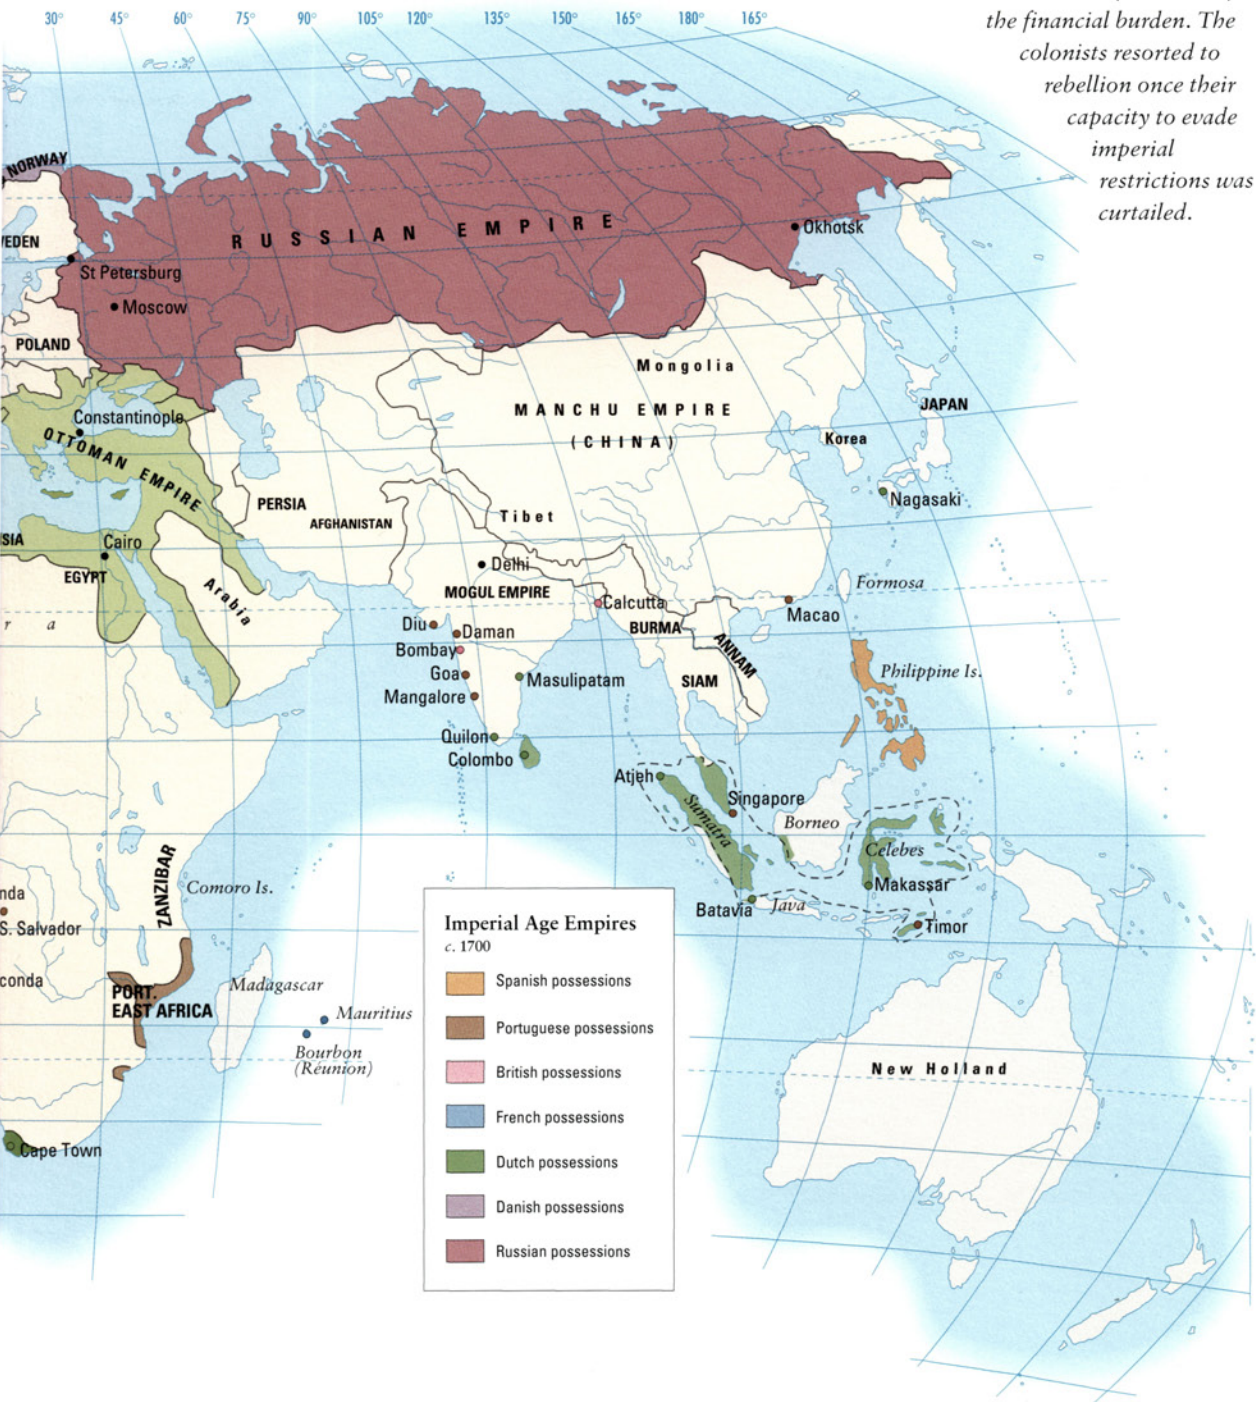 30° 45° 60° 75° 90° 105° 120° 135° 150° 165° 180° 165°
the financial burden. The
colonists resorted to
rebellion once their
capacity to evade
imperial
restrictions was
curtailed.
NORWAY
RUSSIAN EMPIRE
Okhotsk
St Petersburg
Moscow
POLAND
Mongolia
MANCHU EMPIRE
(CHINA)
JAPAN
Korea
Constantinople
OTTOMAN EMPIRE
Nagasaki
PERSIA
AFGHANISTAN
Tibet
Cairo
EGYPT
Arabia
Delhi
MOGUL EMPIRE
Formosa
Calcutta
Macao
BURMA
ANNAM
SIAM
Diu
Daman
Bombay
Goa
Mangalore
Masulipatam
Philippine Is.
Quilon
Colombo
Atjeh
Singapore
Sumatra
Borneo
Celebes
Makassar
Batavia
Java
Timor
ZANZIBAR
Comoro Is.
S. Salvador
PORT.
EAST AFRICA
Madagascar
Mauritius
Bourbon
(Réunion)
Cape Town
New Holland
Imperial Age Empires
c. 1700
Spanish possessions
Portuguese possessions
British possessions
French possessions
Dutch possessions
Danish possessions
Russian possessions